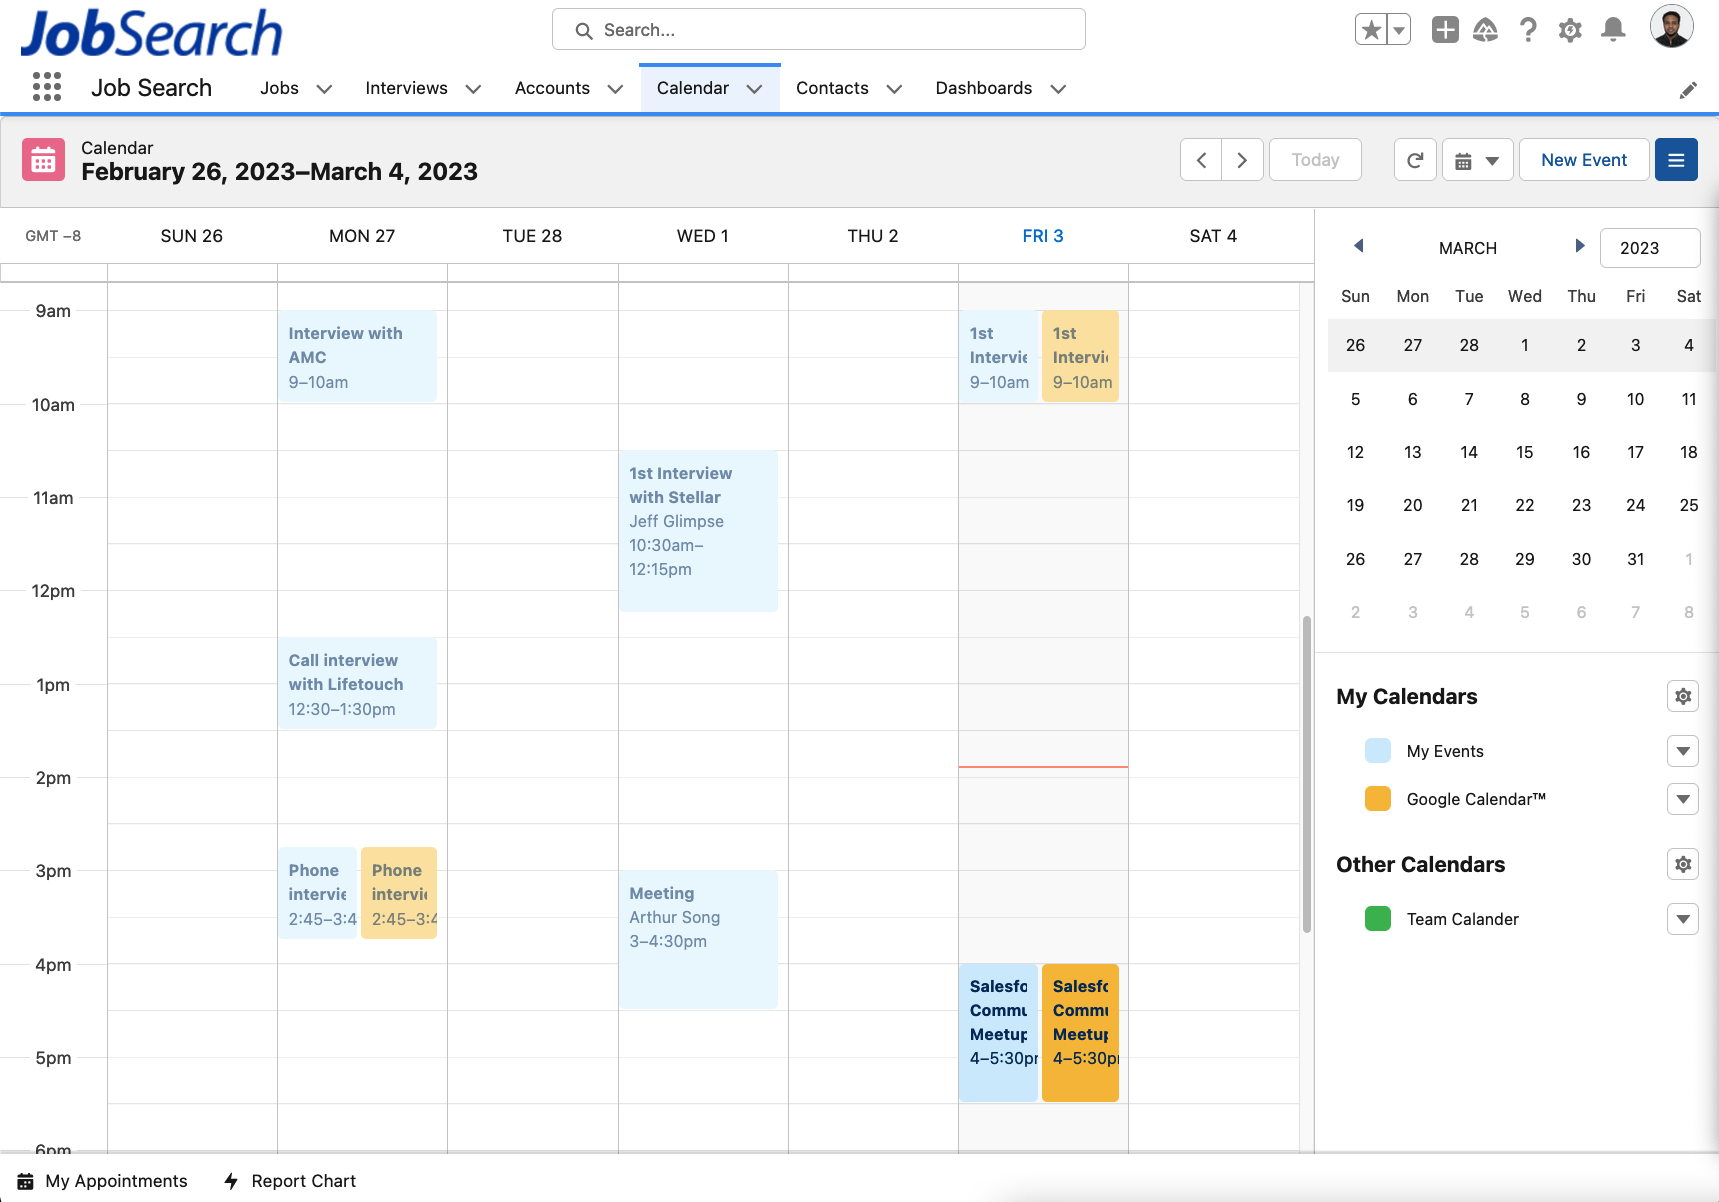 JobSearch
Search...
Job Search
Jobs
Interviews
Accounts
Calendar
Contacts
Dashboards
Calendar
February 26, 2023–March 4, 2023
Today
New Event
GMT −8
SUN 26
MON 27
TUE 28
WED 1
THU 2
FRI 3
SAT 4
9am
10am
11am
12pm
1pm
2pm
3pm
4pm
5pm
6pm
Interview with
AMC
9–10am
Call interview
with Lifetouch
12:30–1:30pm
Phone
intervie
2:45–3:4
Phone
intervi
2:45–3:4
1st Interview
with Stellar
Jeff Glimpse
10:30am–
12:15pm
Meeting
Arthur Song
3–4:30pm
1st
Intervie
9–10am
1st
Intervi
9–10am
Salesfo
Commu
Meetup
4–5:30pm
Salesfo
Commu
Meetup
4–5:30pm
MARCH
2023
Sun Mon Tue Wed Thu Fri Sat
26 27 28 1 2 3 4
5 6 7 8 9 10 11
12 13 14 15 16 17 18
19 20 21 22 23 24 25
26 27 28 29 30 31 1
2 3 4 5 6 7 8
My Calendars
My Events
Google Calendar™
Other Calendars
Team Calander
My Appointments
Report Chart